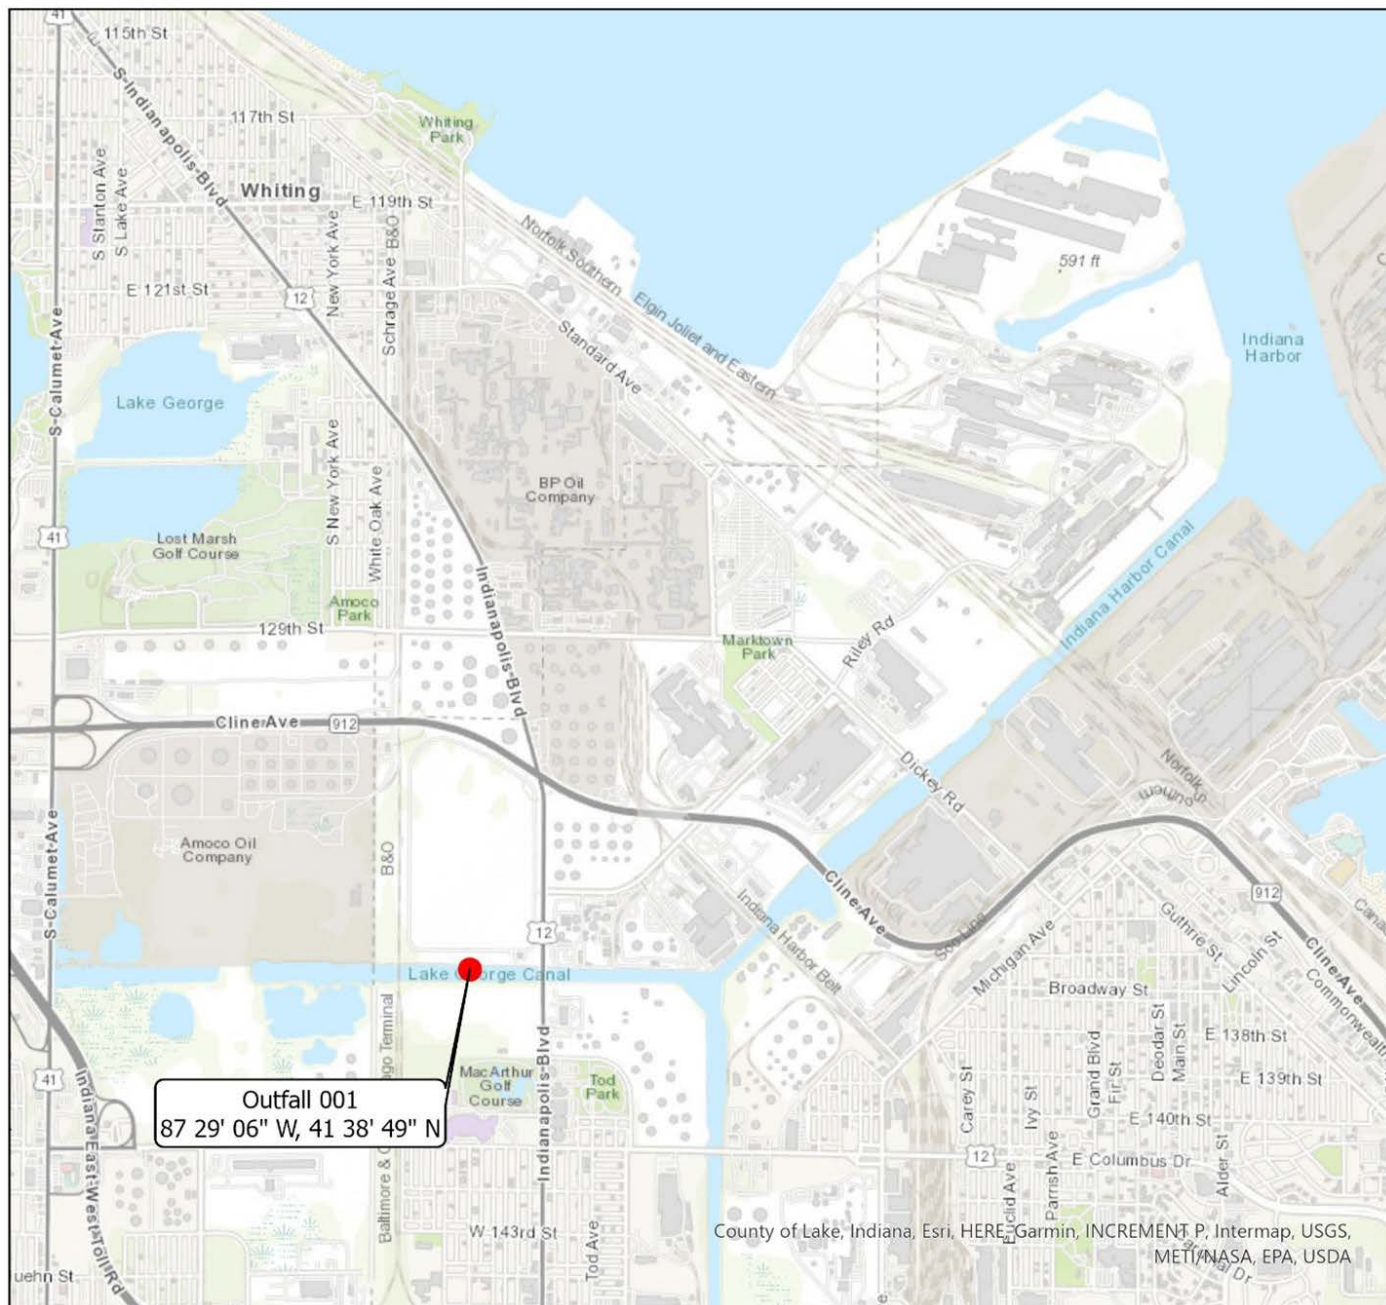 41
115th St
S-Indianapolis-Blvd
117th St
Whiting
Park
S Stanton Ave
S Lake Ave
Whiting
E 119th St
New York Ave
Schrage Ave
B&O
Norfolk Southern
Elgin Joliet and Eastern
591 ft
E 121st St
12
Standard Ave
Indiana
Harbor
S-Calumet-Ave
Lake George
S New York Ave
White Oak Ave
BP Oil
Company
41
Lost Marsh
Golf Course
Indianapolis-Blvd
Indiana Harbor Canal
Amoco
Park
129th St
Marktown
Park
Riley Rd
Cline Ave
912
Dickey Rd
Norfolk Southern
S-Calumet-Ave
Amoco Oil
Company
B&O
Cline Ave
912
Indiana Harbor Belt
Soo Line
Michigan Ave
Guthrie St
Lincoln St
Cline Ave
Commonwealth
Cana
12
Lake George Canal
Broadway St
Deodar St
Main St
E 138th St
Grand Blvd
Fir St
E 139th St
41
Indiana East-West Toll Rd
Baltimore & C
ago Terminal
MacArthur
Golf
Course
Tod
Park
Indianapolis-Blvd
Outfall 001
87 29' 06" W, 41 38' 49" N
Carey St
Ivy St
E 140th St
12
E Columbus Dr
Alder St
Parrish Ave
clid Ave
W 143rd St
Tod Ave
uehn St
County of Lake, Indiana, Esri, HERE, Garmin, INCREMENT P, Intermap, USGS,
METI/NASA, EPA, USDA